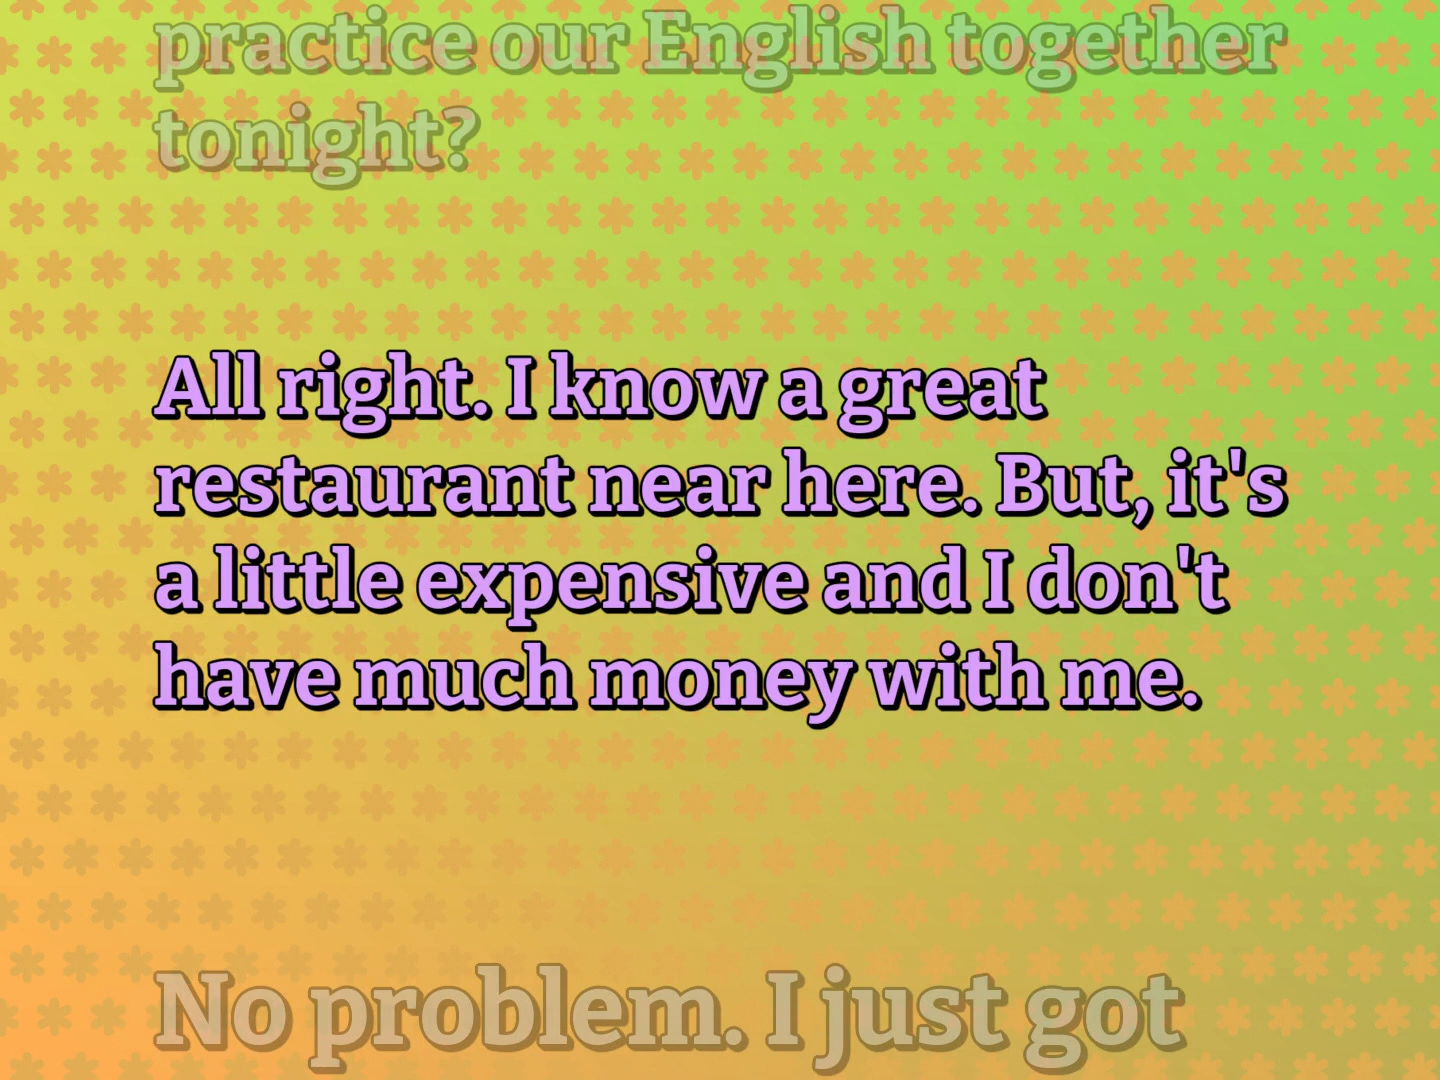 practice our English together
tonight?
All right. I know a great
restaurant near here. But, it's
a little expensive and I don't
have much money with me.
No problem. I just got